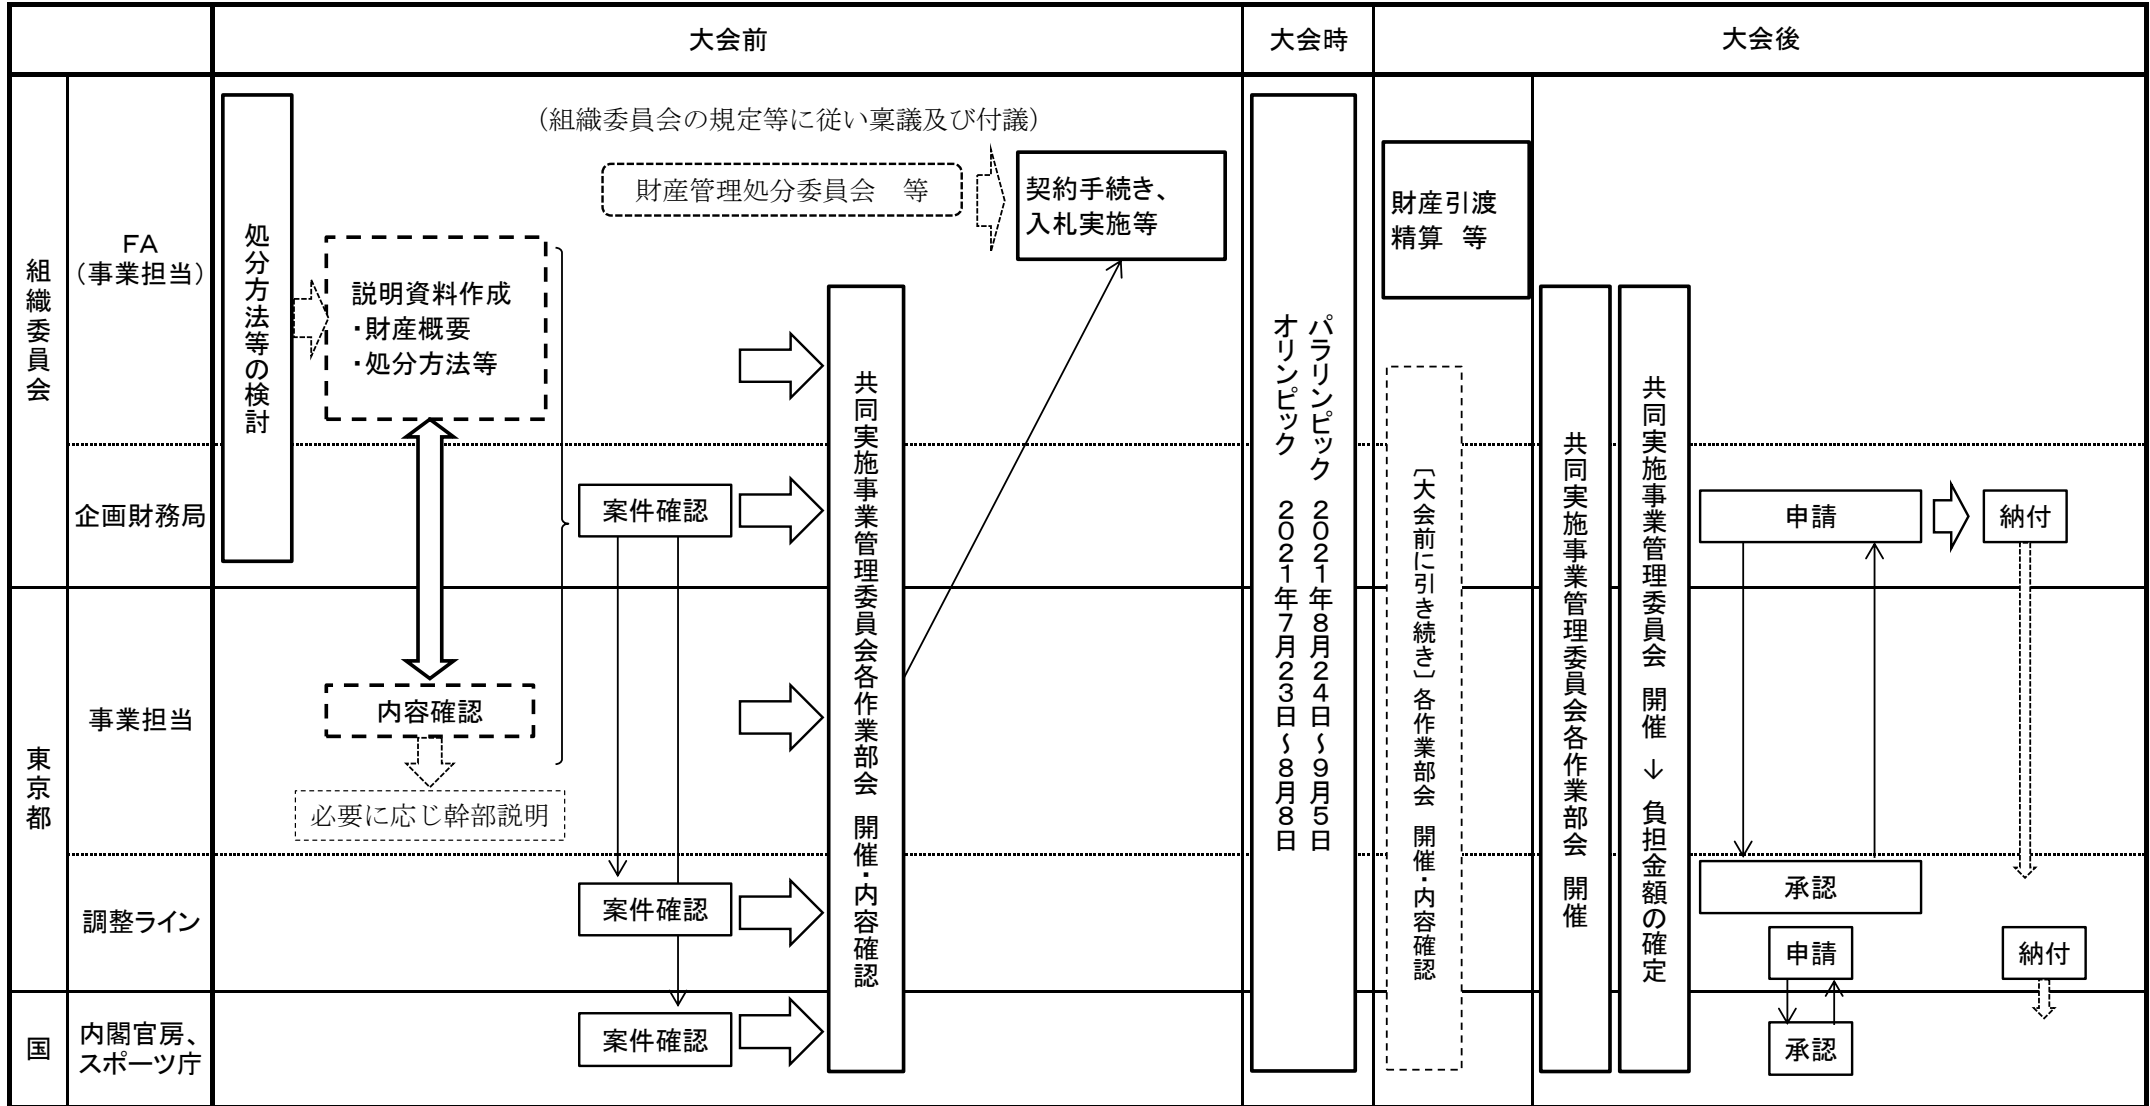 大会前
大会時
大会後
組織委員会
FA
（事業担当）
企画財務局
東京都
事業担当
調整ライン
国
内閣官房、
スポーツ庁
処分方法等の検討
説明資料作成
・財産概要
・処分方法等
内容確認
必要に応じ幹部説明
（組織委員会の規定等に従い稟議及び付議）
財産管理処分委員会　等
契約手続き、
入札実施等
案件確認
案件確認
案件確認
共同実施事業管理委員会各作業部会　開催・内容確認
パラリンピック　2021年8月24日～9月5日
オリンピック　2021年7月23日～8月8日
財産引渡
精算　等
〔大会前に引き続き〕各作業部会　開催・内容確認
共同実施事業管理委員会各作業部会　開催
共同実施事業管理委員会　開催　→　負担金額の確定
申請
納付
承認
申請
納付
承認